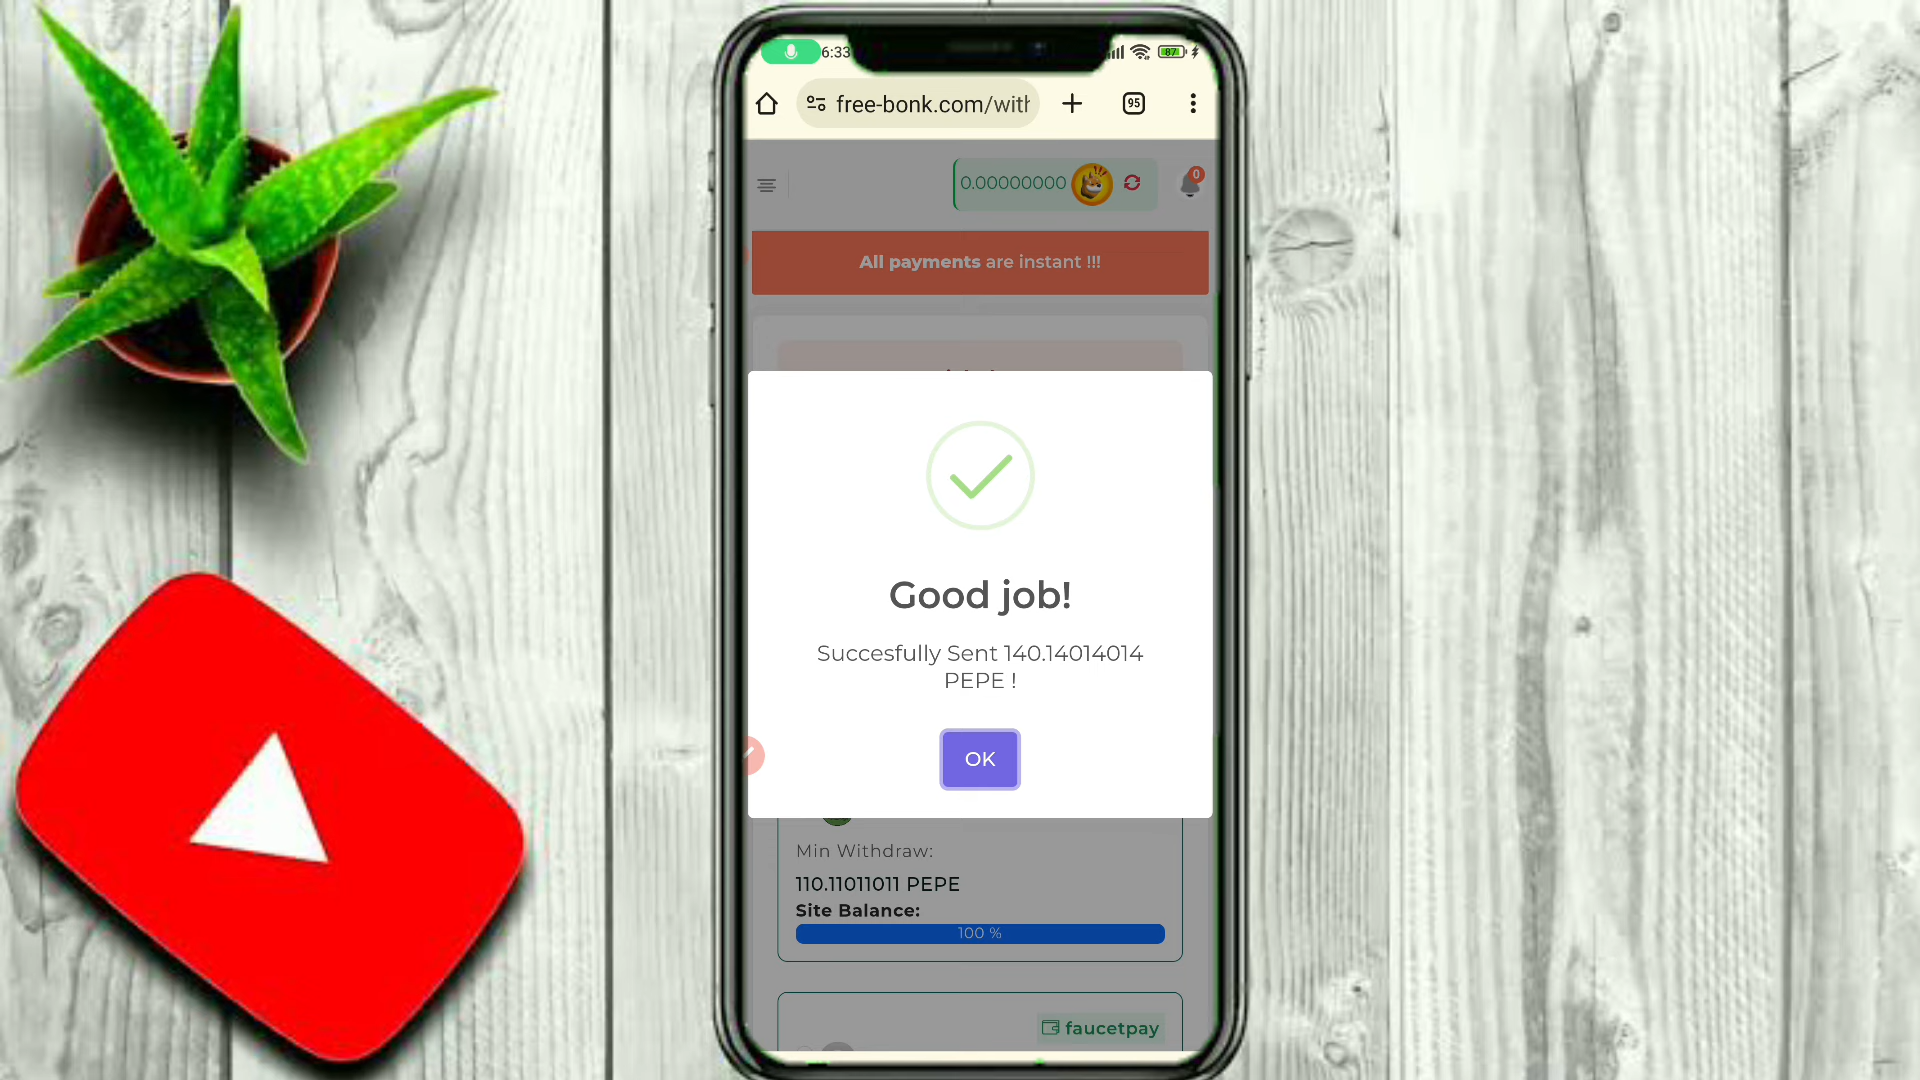 6:33
87
free-bonk.com/with
95
0.00000000
0
All payments are instant !!!
Good job!
Succesfully Sent 140.14014014
PEPE !
OK
Min Withdraw:
110.11011011 PEPE
Site Balance:
100 %
faucetpay